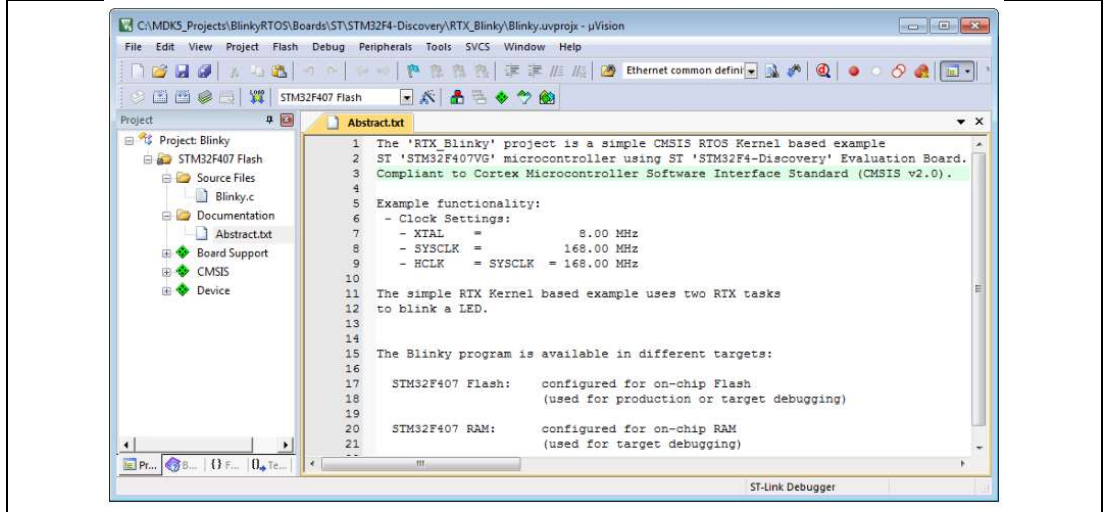 C:\MDK5_Projects\BlinkyRTOS\Boards\ST\STM32F4-Discovery\RTX_Blinky\Blinky.uvprojx - µVision
File Edit View Project Flash Debug Peripherals Tools SVCS Window Help
Ethernet common defini
STM32F407 Flash
Project
Abstract.txt
Project: Blinky
STM32F407 Flash
Source Files
Blinky.c
Documentation
Abstract.txt
Board Support
CMSIS
Device
1 The 'RTX_Blinky' project is a simple CMSIS RTOS Kernel based example
2 ST 'STM32F407VG' microcontroller using ST 'STM32F4-Discovery' Evaluation Board.
3 Compliant to Cortex Microcontroller Software Interface Standard (CMSIS v2.0).
4
5 Example functionality:
6 - Clock Settings:
7 - XTAL = 8.00 MHz
8 - SYSCLK = 168.00 MHz
9 - HCLK = SYSCLK = 168.00 MHz
10
11 The simple RTX Kernel based example uses two RTX tasks
12 to blink a LED.
13
14
15 The Blinky program is available in different targets:
16
17 STM32F407 Flash: configured for on-chip Flash
18 (used for production or target debugging)
19
20 STM32F407 RAM: configured for on-chip RAM
21 (used for target debugging)
Pr... B... {} F... Te...
ST-Link Debugger